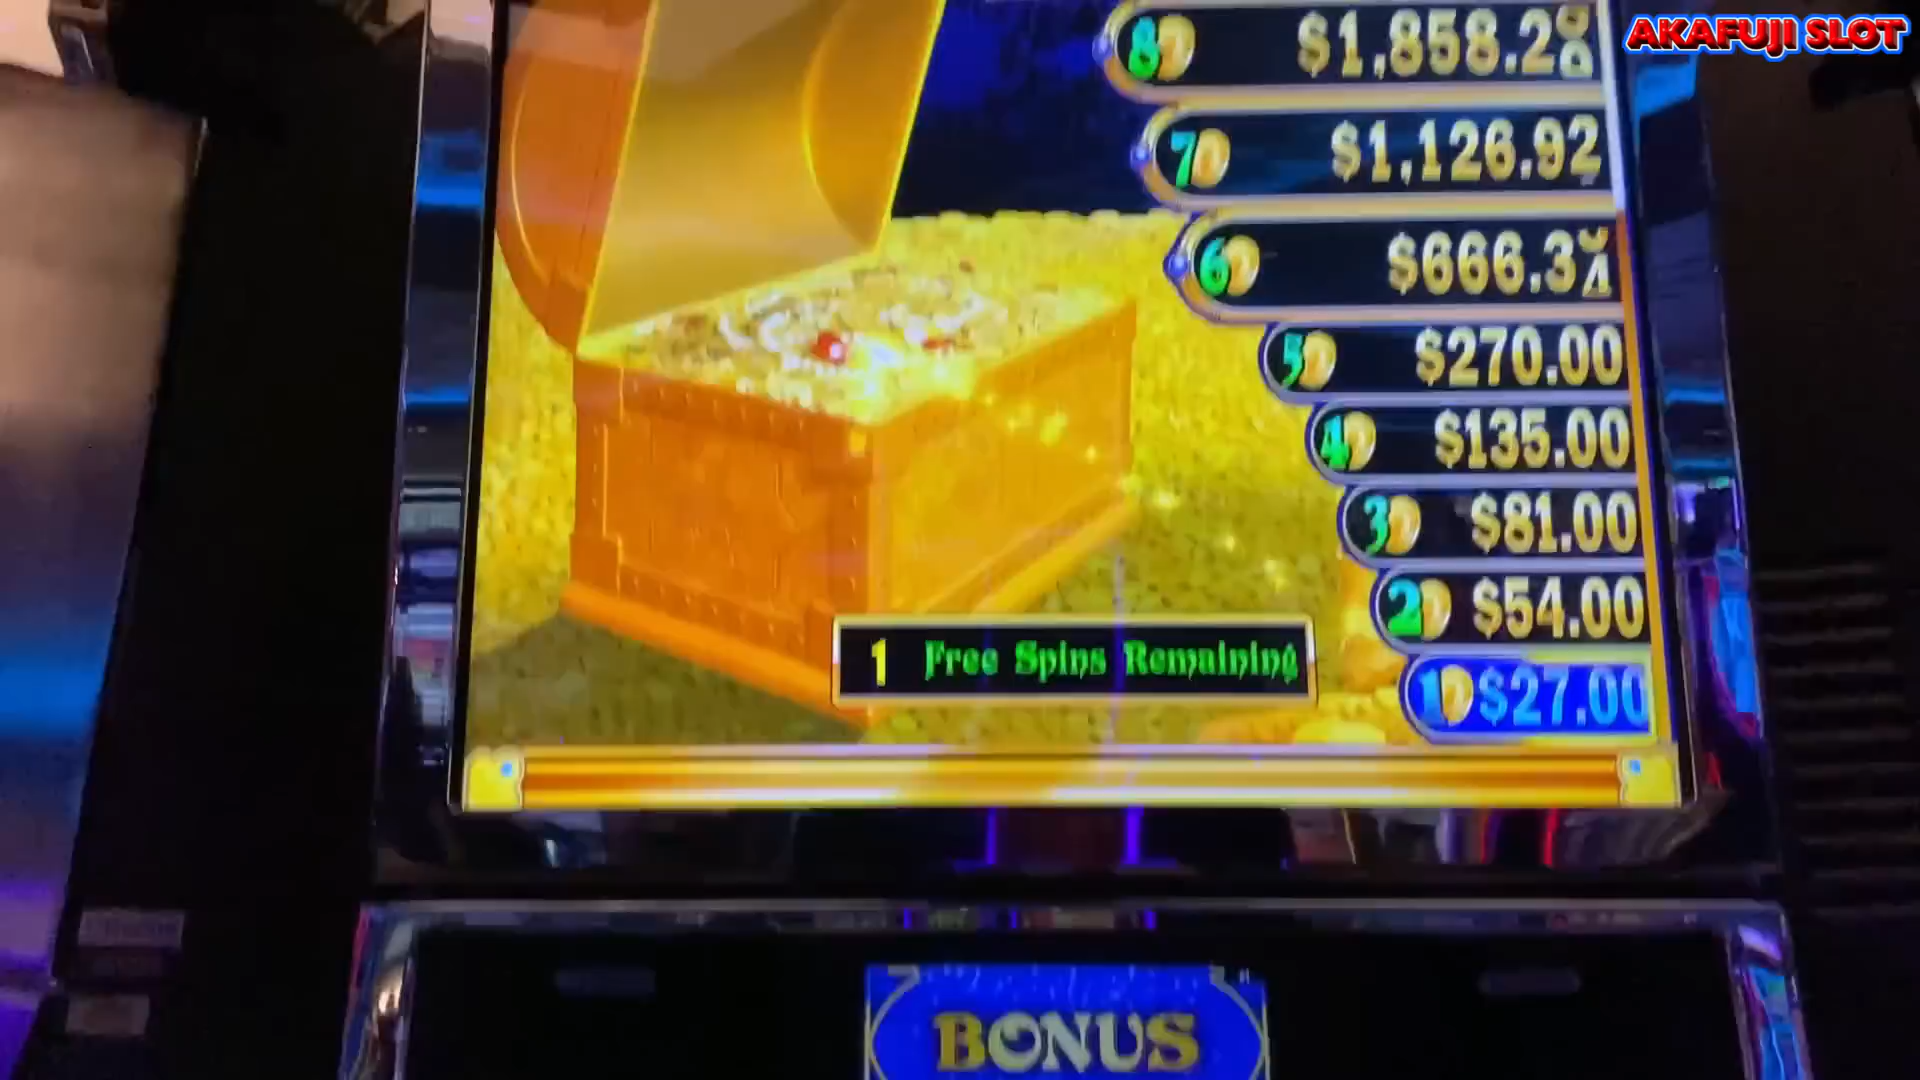 AKAFUJI SLOT
8 $1,858.2
7 $1,126.92
6 $666.3
5 $270.00
4 $135.00
3 $81.00
2 $54.00
1 $27.00
1 Free Spins Remaining
BONUS